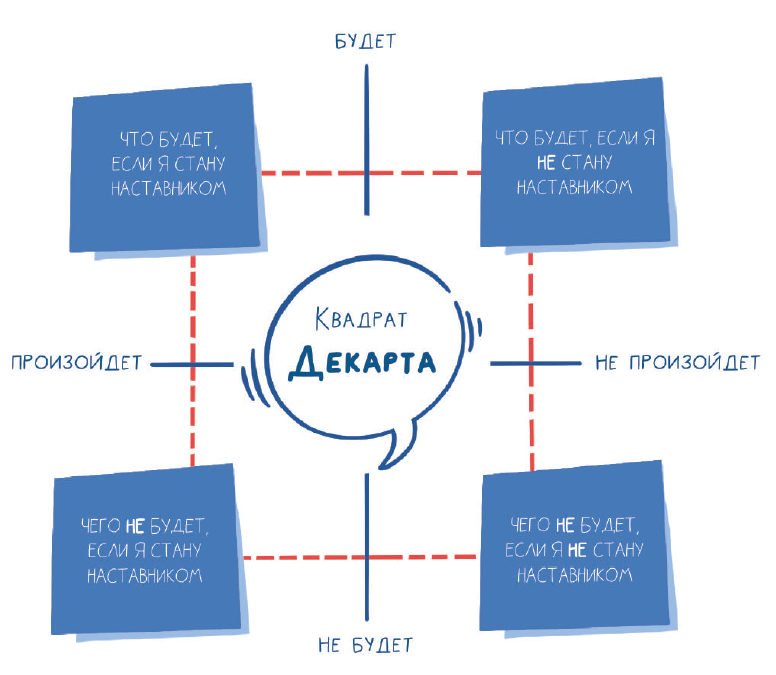 БУДЕТ
ЧТО БУДЕТ,
ЕСЛИ Я СТАНУ
НАСТАВНИКОМ
ЧТО БУДЕТ, ЕСЛИ Я
НЕ СТАНУ
НАСТАВНИКОМ
КВАДРАТ
ДЕКАРТА
ПРОИЗОЙДЕТ
НЕ ПРОИЗОЙДЕТ
ЧЕГО НЕ БУДЕТ,
ЕСЛИ Я СТАНУ
НАСТАВНИКОМ
ЧЕГО НЕ БУДЕТ,
ЕСЛИ Я НЕ СТАНУ
НАСТАВНИКОМ
НЕ БУДЕТ